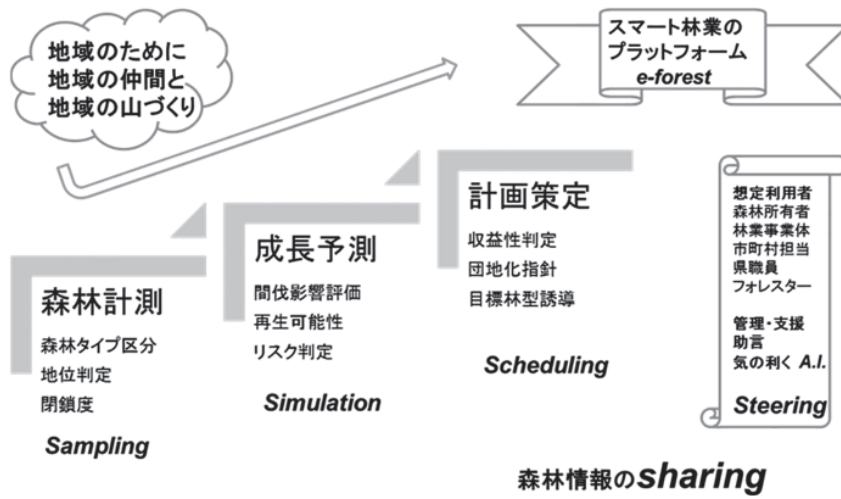 地域のために
地域の仲間と
地域の山づくり
スマート林業の
プラットフォーム
e-forest
森林計測
森林タイプ区分
地位判定
閉鎖度
Sampling
成長予測
間伐影響評価
再生可能性
リスク判定
Simulation
計画策定
収益性判定
団地化指針
目標林型誘導
Scheduling
想定利用者
森林所有者
林業事業体
市町村担当
県職員
フォレスター
管理・支援
助言
気の利く A.I.
Steering
森林情報のsharing